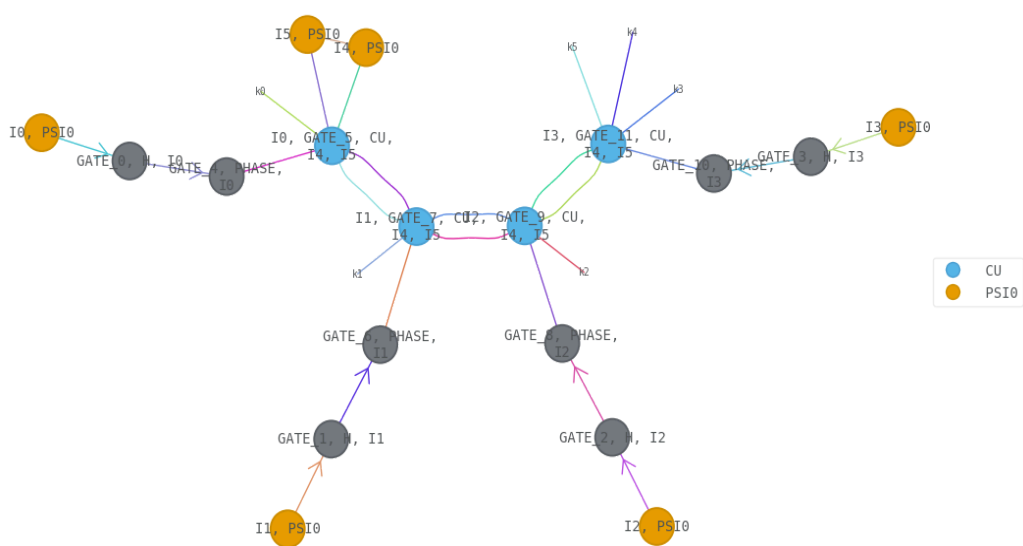 k4
I5, PSI0
k5
I4, PSI0
k3
k0
I3, PSI0
I0, PSI0
I0, GATE_5, CU,
I4, I5
I3, GATE_11, CU,
I4, I5
GATE_0, H, I0
GATE_4, PHASE,
I0
GATE_10, PHASE,
I3
GATE_3, H, I3
I1, GATE_7, CU,
I4, I5
I2, GATE_9, CU,
I4, I5
k1
k2
CU
PSI0
GATE_6, PHASE,
I1
GATE_8, PHASE,
I2
GATE_1, H, I1
GATE_2, H, I2
I1, PSI0
I2, PSI0